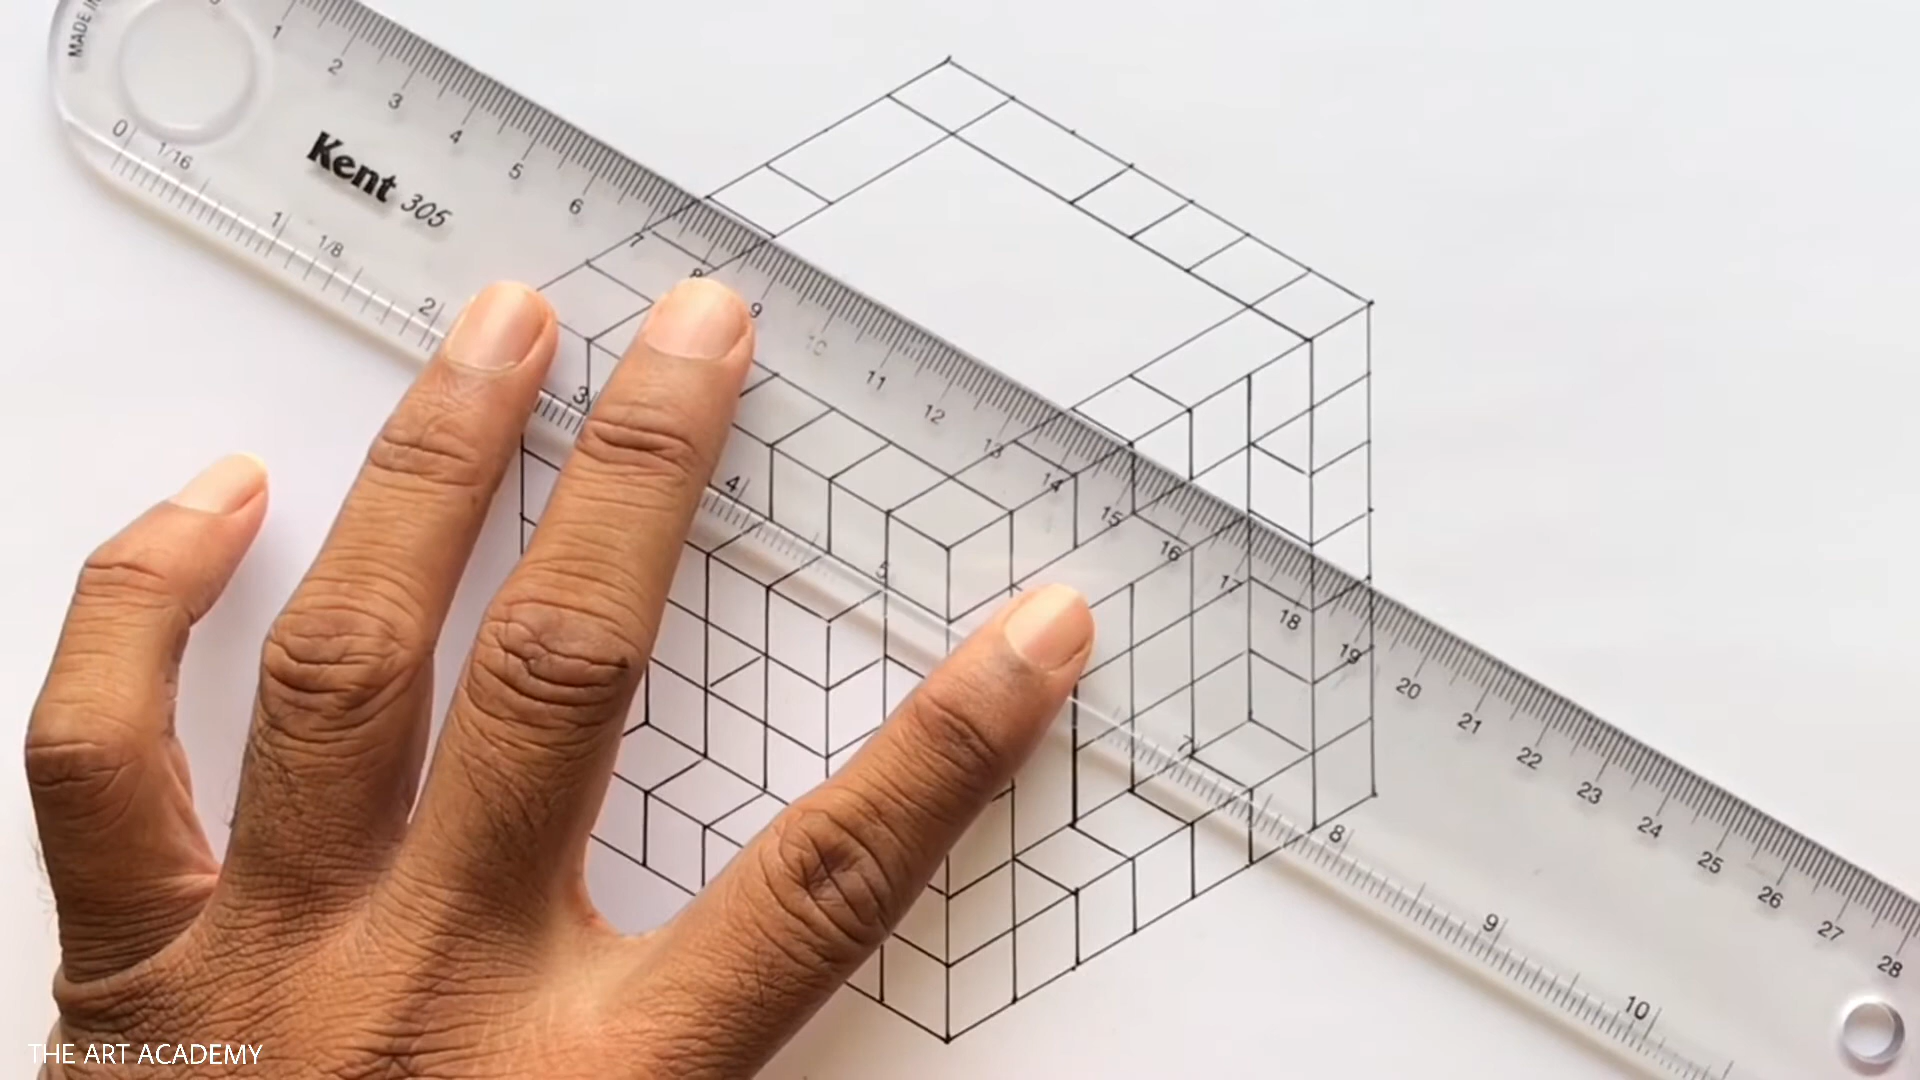 MADE IN
1 2 3 4 5 6 7 8 9 10 11 12 13 14 15 16 17 18 19 20 21 22 23 24 25 26 27 28
Kent 305
0 1/16 1 1/8 2 3 4 5 7 8 9 10
THE ART ACADEMY